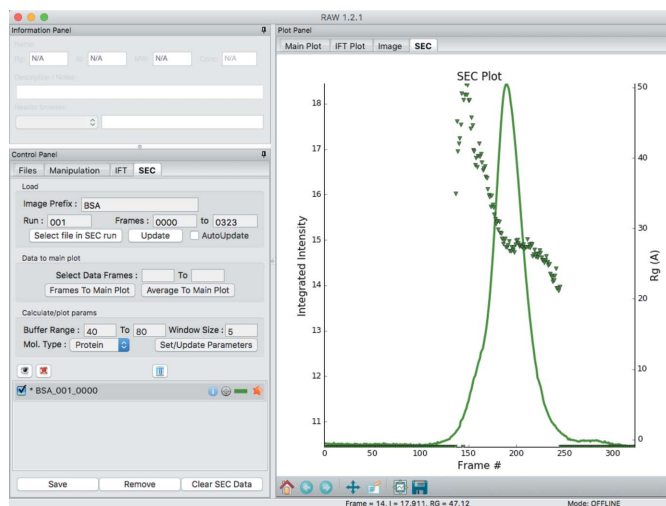 RAW 1.2.1
Information Panel
Name:
Rg: N/A I0: N/A MW: N/A Conc: N/A
Description / Notes:
Header Browser:
Control Panel
Files Manipulation IFT SEC
Load
Image Prefix : BSA
Run : 001 Frames : 0000 to 0323
Select file in SEC run Update AutoUpdate
Data to main plot
Select Data Frames : To
Frames To Main Plot Average To Main Plot
Calculate/plot params
Buffer Range : 40 To 80 Window Size : 5
Mol. Type : Protein Set/Update Parameters
* BSA_001_0000
Save Remove Clear SEC Data
Plot Panel
Main Plot IFT Plot Image SEC
SEC Plot
18
17
16
15
14
13
12
11
Integrated Intensity
0 50 100 150 200 250 300
Frame #
50
40
30
20
10
0
Rg (A)
Frame = 14, I = 17.911, RG = 47.12 Mode: OFFLINE